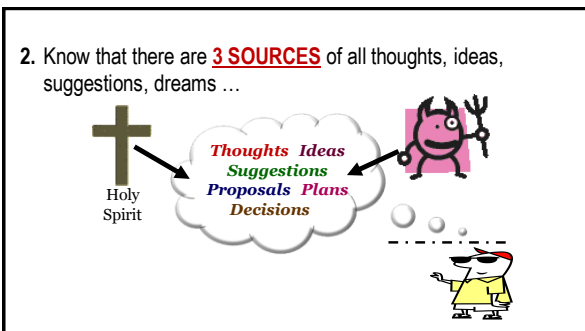 2. Know that there are 3 SOURCES of all thoughts, ideas,
suggestions, dreams …
Thoughts Ideas
Suggestions
Proposals Plans
Decisions
Holy
Spirit